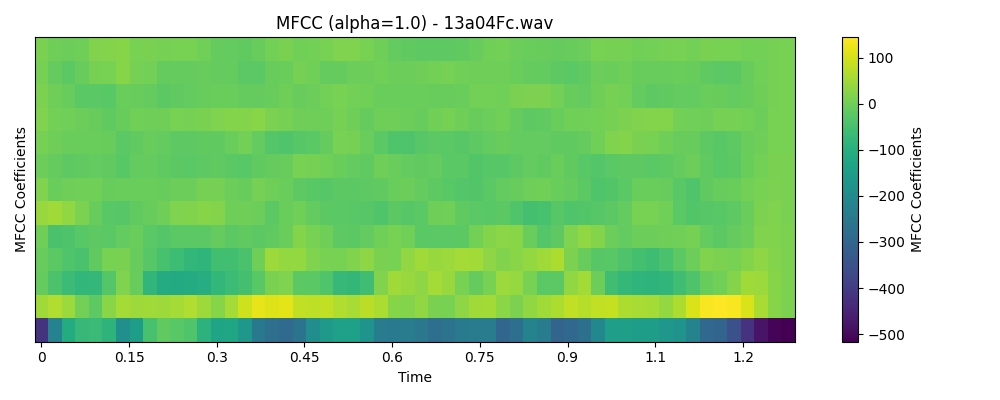 MFCC (alpha=1.0) - 13a04Fc.wav
MFCC Coefficients
0 0.15 0.3 0.45 0.6 0.75 0.9 1.1 1.2
Time
100
0
−100
−200
−300
−400
−500
MFCC Coefficients